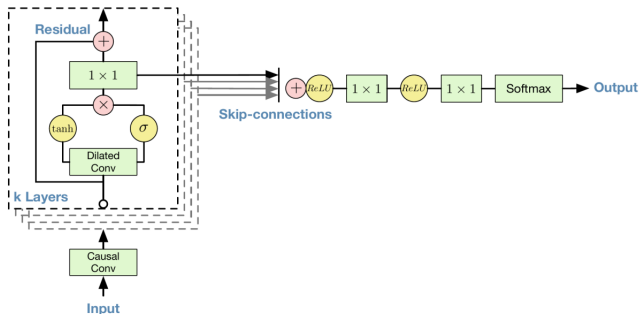 Residual
+
1 × 1
×
tanh
σ
Dilated
Conv
k Layers
Causal
Conv
Input
Skip-connections
+
ReLU
1 × 1
ReLU
1 × 1
Softmax
Output